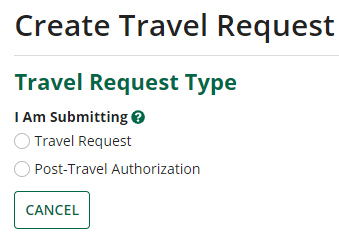 Create Travel Request
Travel Request Type
I Am Submitting ?
Travel Request
Post-Travel Authorization
CANCEL